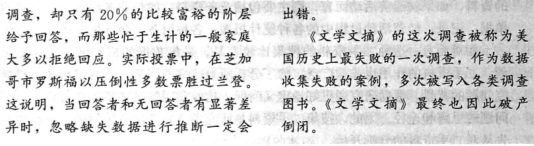 调查，却只有 20%的比较富裕的阶层
给予回答，而那些忙于生计的一般家庭
大多以拒绝回应。实际投票中，在芝加
哥市罗斯福以压倒性多数票胜过兰登。
这说明，当回答者和无回答者有显著差
异时，忽略缺失数据进行推断一定会
出错。
《文学文摘》的这次调查被称为美
国历史上最失败的一次调查，作为数据
收集失败的案例，多次被写入各类调查
图书。《文学文摘》最终也因此破产
倒闭。